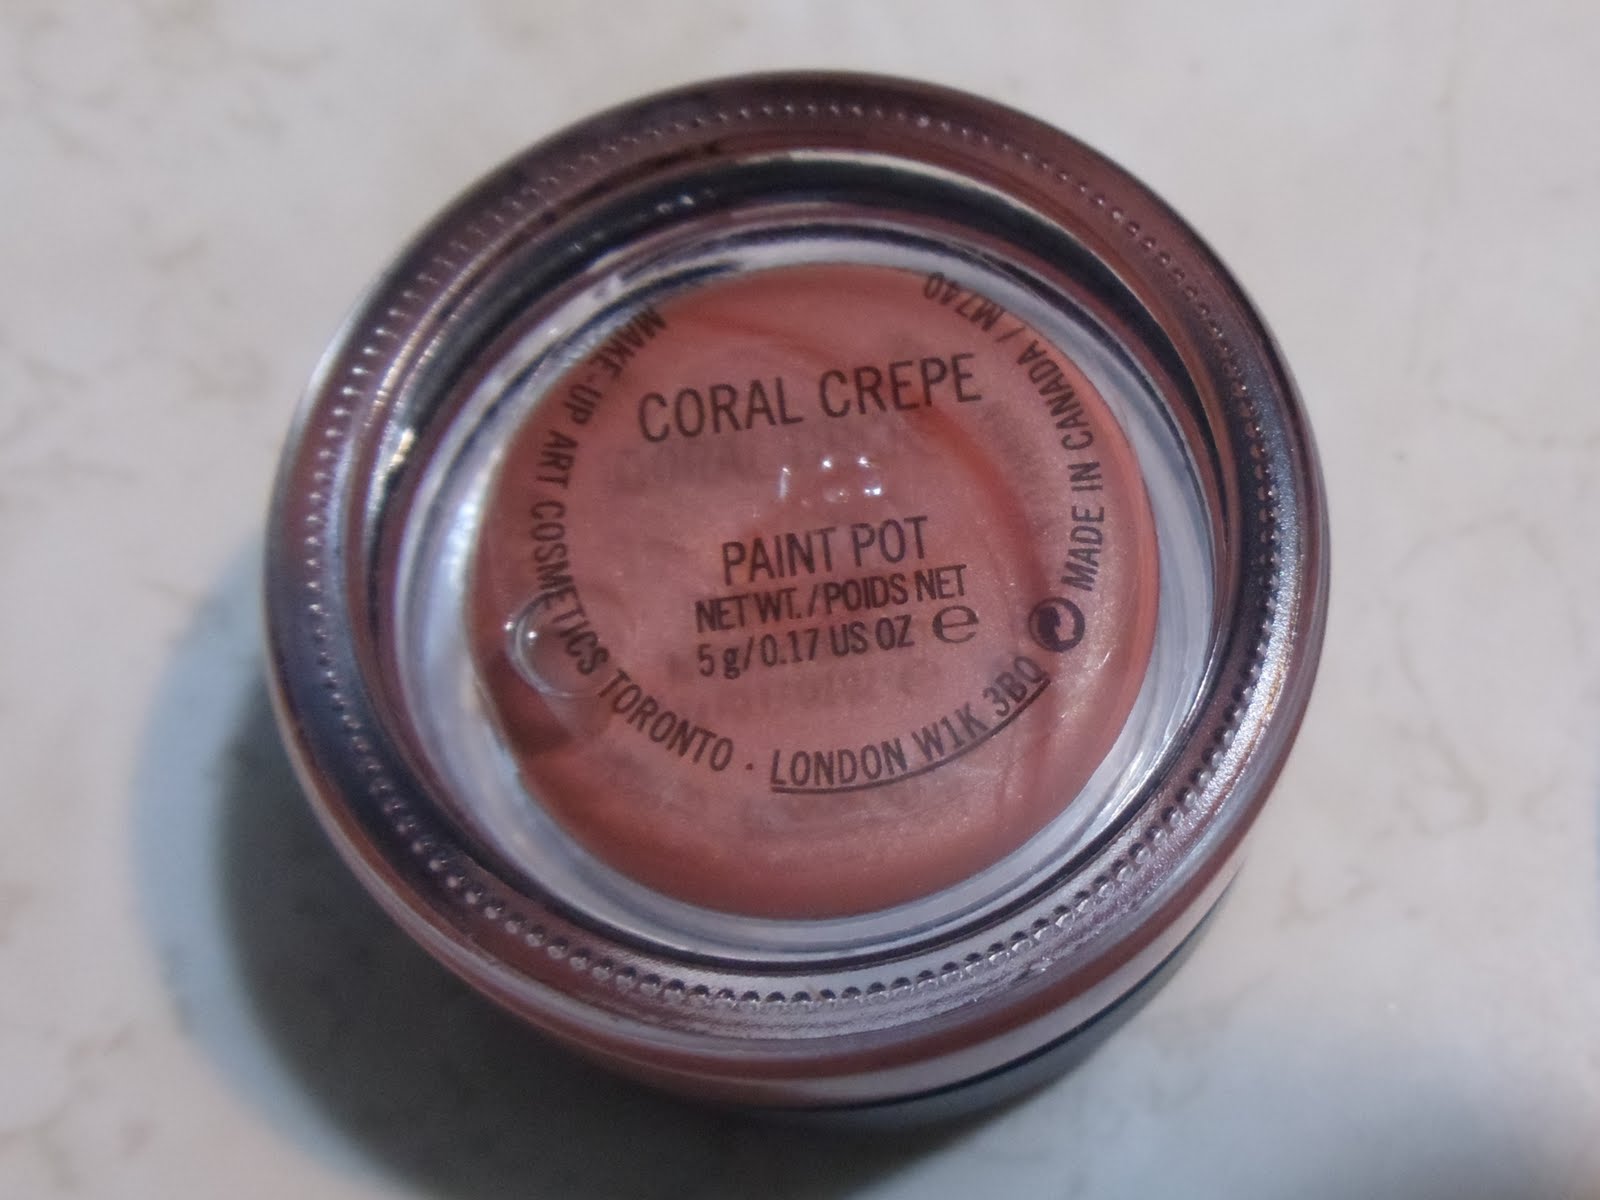 CORAL CREPE
PAINT POT
NET WT./POIDS NET
5 g/0.17 US OZ ℮
MAKE-UP ART COSMETICS TORONTO · LONDON W1K 3BQ
MADE IN CANADA / M740